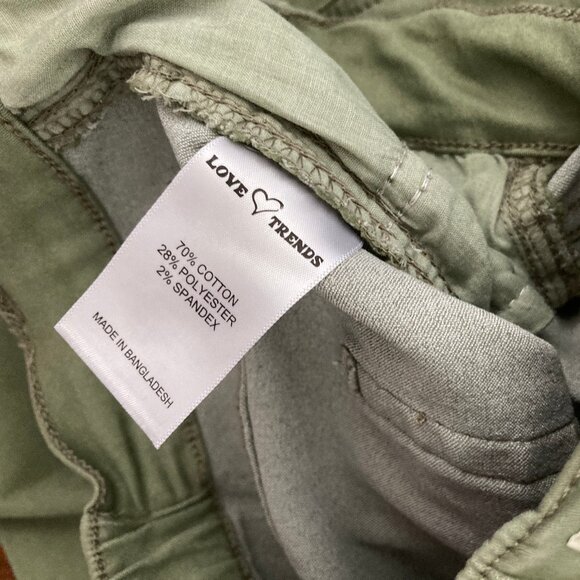 LOVE TRENDS
70% COTTON
28% POLYESTER
2% SPANDEX
MADE IN BANGLADESH